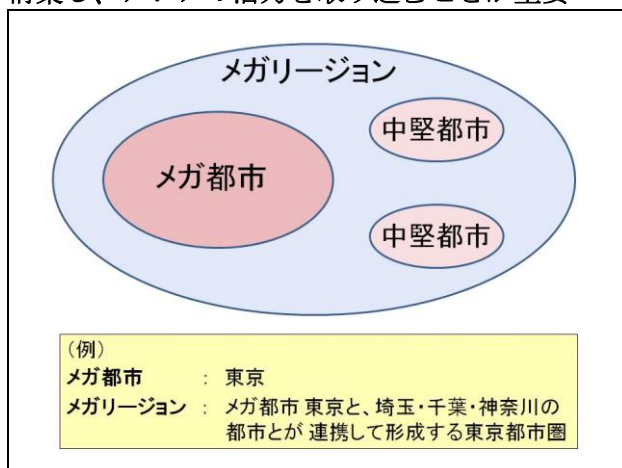 メガリージョン
中堅都市
メガ都市
中堅都市
(例)
メガ都市 : 東京
メガリージョン : メガ都市 東京と、埼玉・千葉・神奈川の
都市とが 連携して形成する東京都市圏